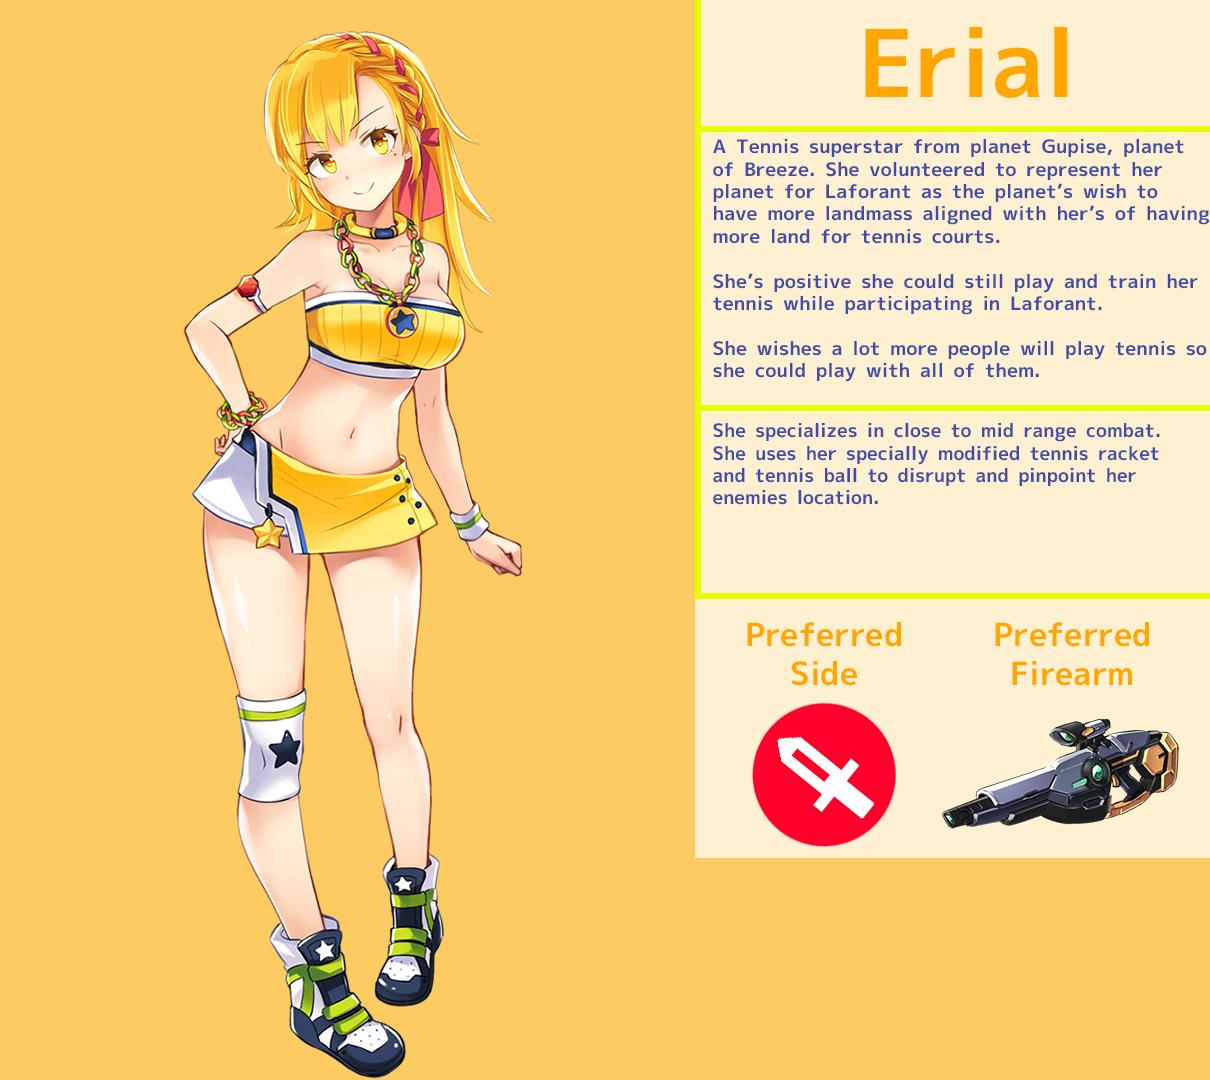 Erial
A Tennis superstar from planet Gupise, planet
of Breeze. She volunteered to represent her
planet for Laforant as the planet's wish to
have more landmass aligned with her's of having
more land for tennis courts.
She's positive she could still play and train her
tennis while participating in Laforant.
She wishes a lot more people will play tennis so
she could play with all of them.
She specializes in close to mid range combat.
She uses her specially modified tennis racket
and tennis ball to disrupt and pinpoint her
enemies location.
Preferred
Side
Preferred
Firearm